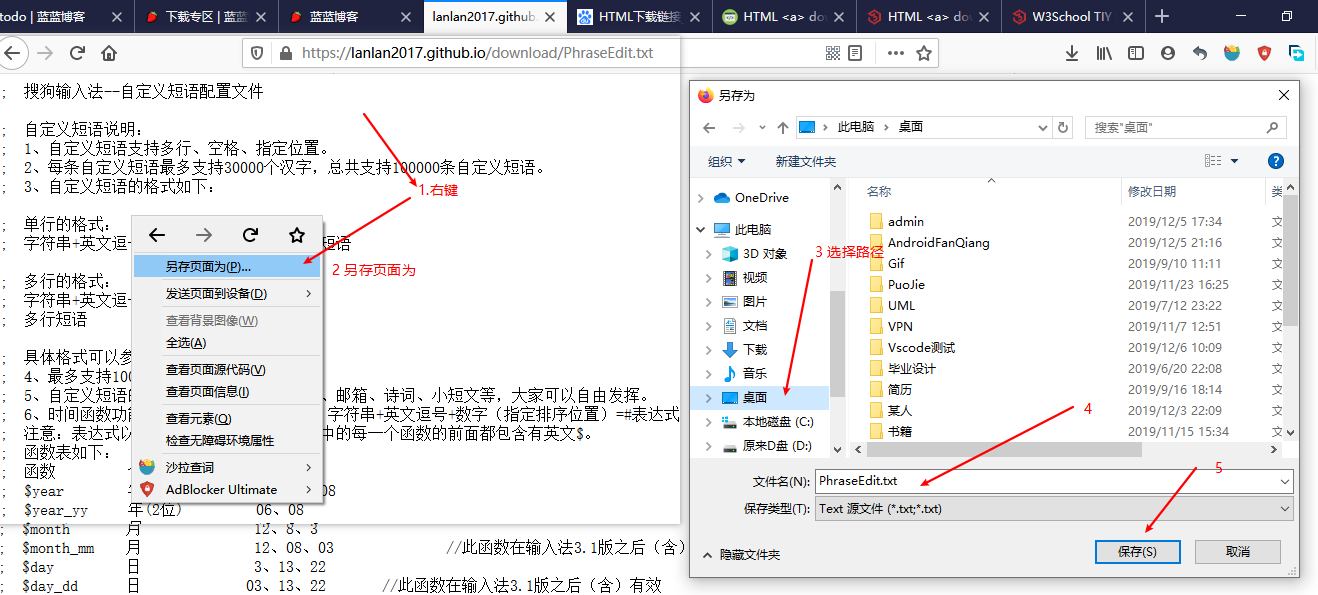 todo | 蓝蓝
下载专区 | 蓝蓝
蓝蓝博客
lanlan2017.github.
HTML下载链接
HTML <a> do
HTML <a> do
W3School TIY
https://lanlan2017.github.io/download/PhraseEdit.txt
; 搜狗输入法--自定义短语配置文件
; 自定义短语说明：
; 1、自定义短语支持多行、空格、指定位置。
; 2、每条自定义短语最多支持30000个汉字，总共支持100000条自定义短语。
; 3、自定义短语的格式如下：
1.右键
; 单行的格式：
; 字符串+英文逗 短语
; 多行的格式：
; 字符串+英文逗
; 多行短语
; 具体格式可以参
; 4、最多支持100
; 5、自定义短语的 、邮箱、诗词、小短文等，大家可以自由发挥。
; 6、时间函数功能 字符串+英文逗号+数字（指定排序位置）=#表达式
; 注意：表达式以 中的每一个函数的前面都包含有英文$。
; 函数表如下：
; 函数
; $year 08
; $year_yy 年(2位) 06、08
; $month 月 12、8、3
; $month_mm 月 12、08、03 //此函数在输入法3.1版之后（含）
; $day 日 3、13、22
; $day_dd 日 03、13、22 //此函数在输入法3.1版之后（含）有效
另存页面为(P)...
2 另存页面为
发送页面到设备(D)
查看背景图像(W)
全选(A)
查看页面源代码(V)
查看页面信息(I)
查看元素(Q)
检查无障碍环境属性
沙拉查词
AdBlocker Ultimate
另存为
此电脑 › 桌面
搜索"桌面"
组织
新建文件夹
OneDrive
此电脑
3D 对象
视频
图片
文档
下载
音乐
桌面
本地磁盘 (C:)
原来D盘 (D:)
3 选择路径
名称 修改日期 类
admin 2019/12/5 17:34 文
AndroidFanQiang 2019/12/5 21:16 文
Gif 2019/9/10 11:11 文
PuoJie 2019/11/23 16:25 文
UML 2019/7/12 23:22 文
VPN 2019/11/7 12:51 文
Vscode测试 2019/12/6 10:09 文
毕业设计 2019/6/20 22:08 文
简历 2019/9/16 18:14 文
某人 2019/12/3 22:09 文
书籍 2019/11/15 15:34 文
4
文件名(N): PhraseEdit.txt
5
保存类型(T): Text 源文件 (*.txt;*.txt)
隐藏文件夹
保存(S)
取消